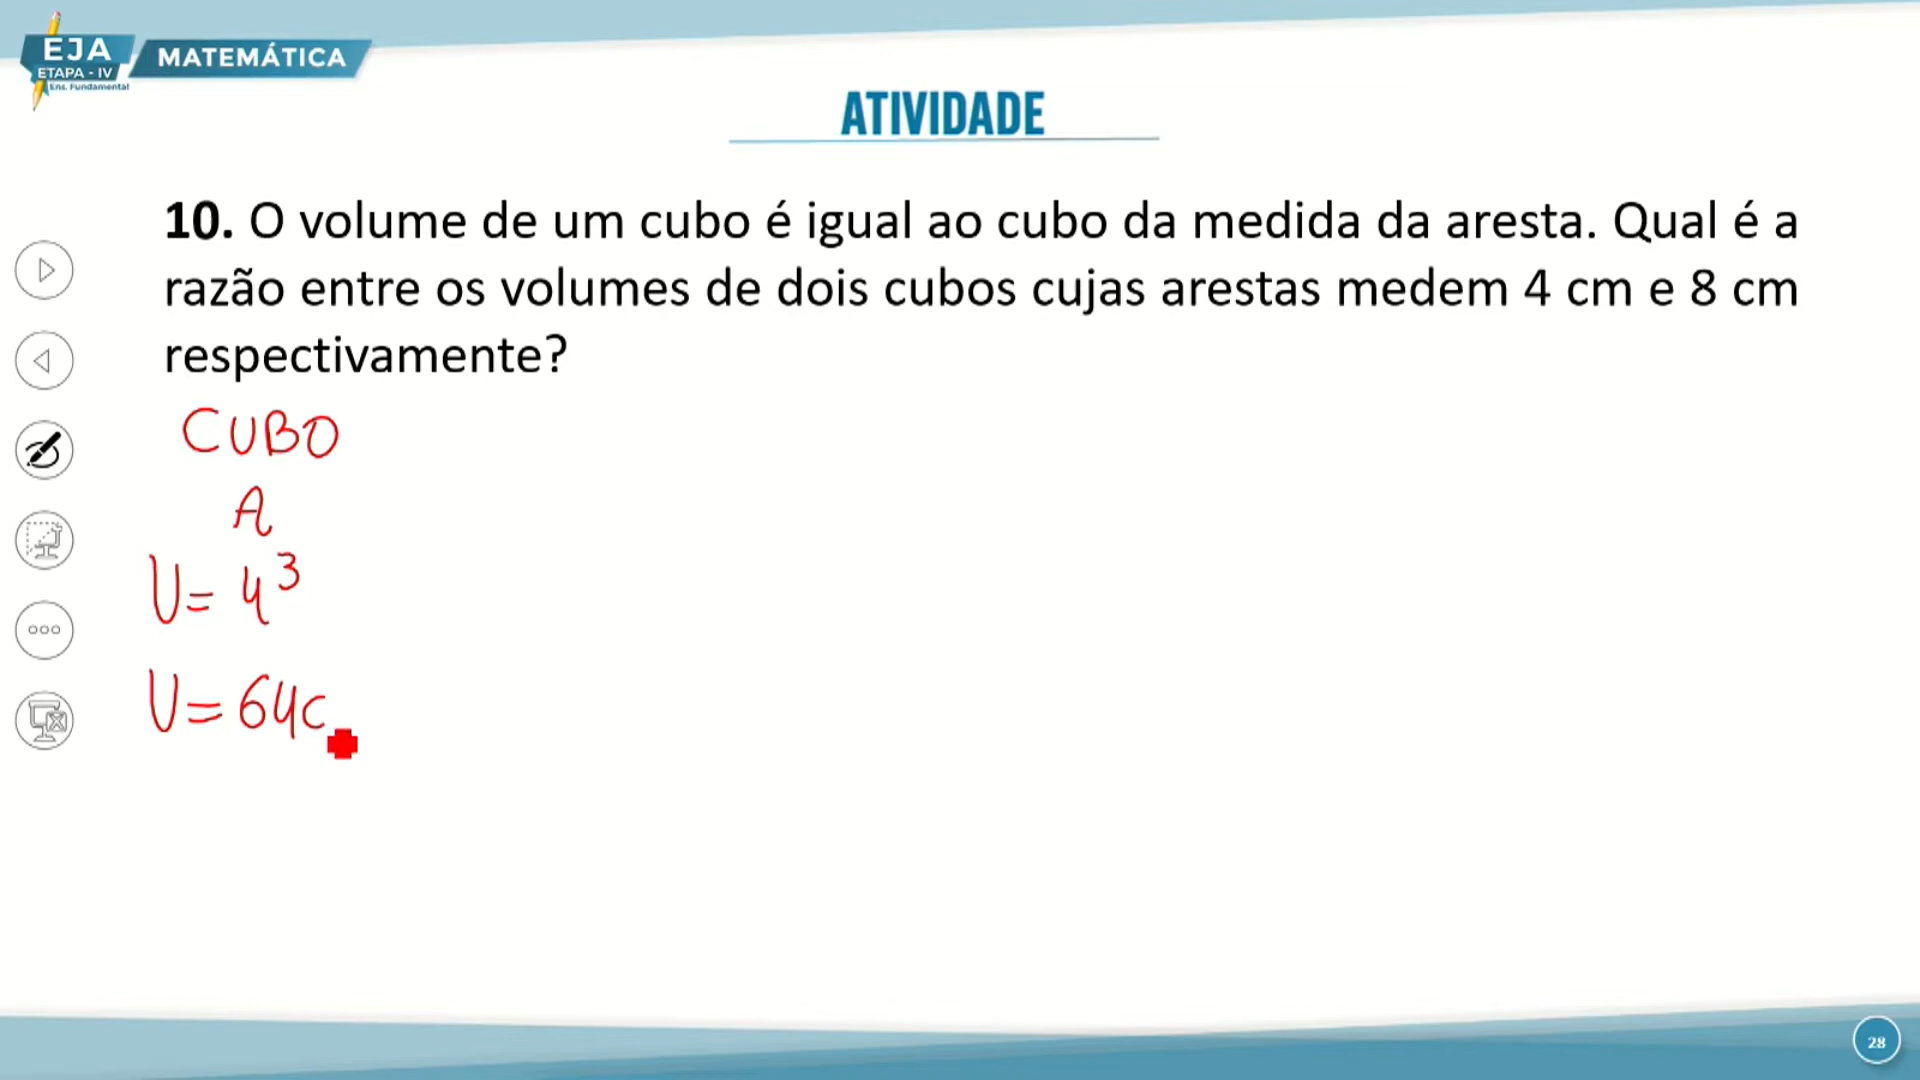 EJA
ETAPA - IV
Ens. Fundamental
MATEMÁTICA
ATIVIDADE
10. O volume de um cubo é igual ao cubo da medida da aresta. Qual é a
razão entre os volumes de dois cubos cujas arestas medem 4 cm e 8 cm
respectivamente?
CUBO
A
V= 4³
V= 64c
28